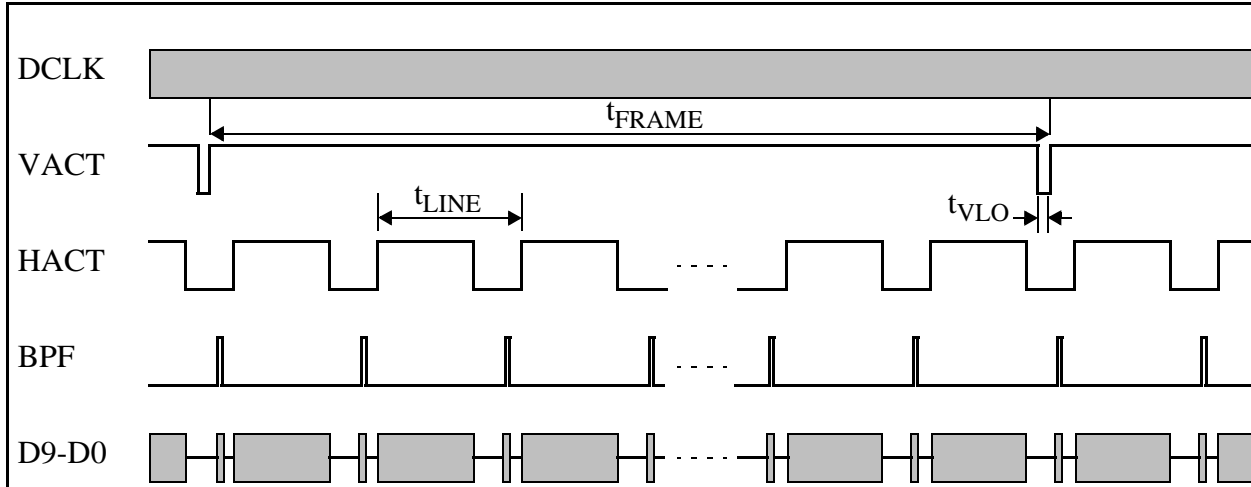 DCLK
tFRAME
VACT
tLINE
tVLO
HACT
BPF
D9-D0